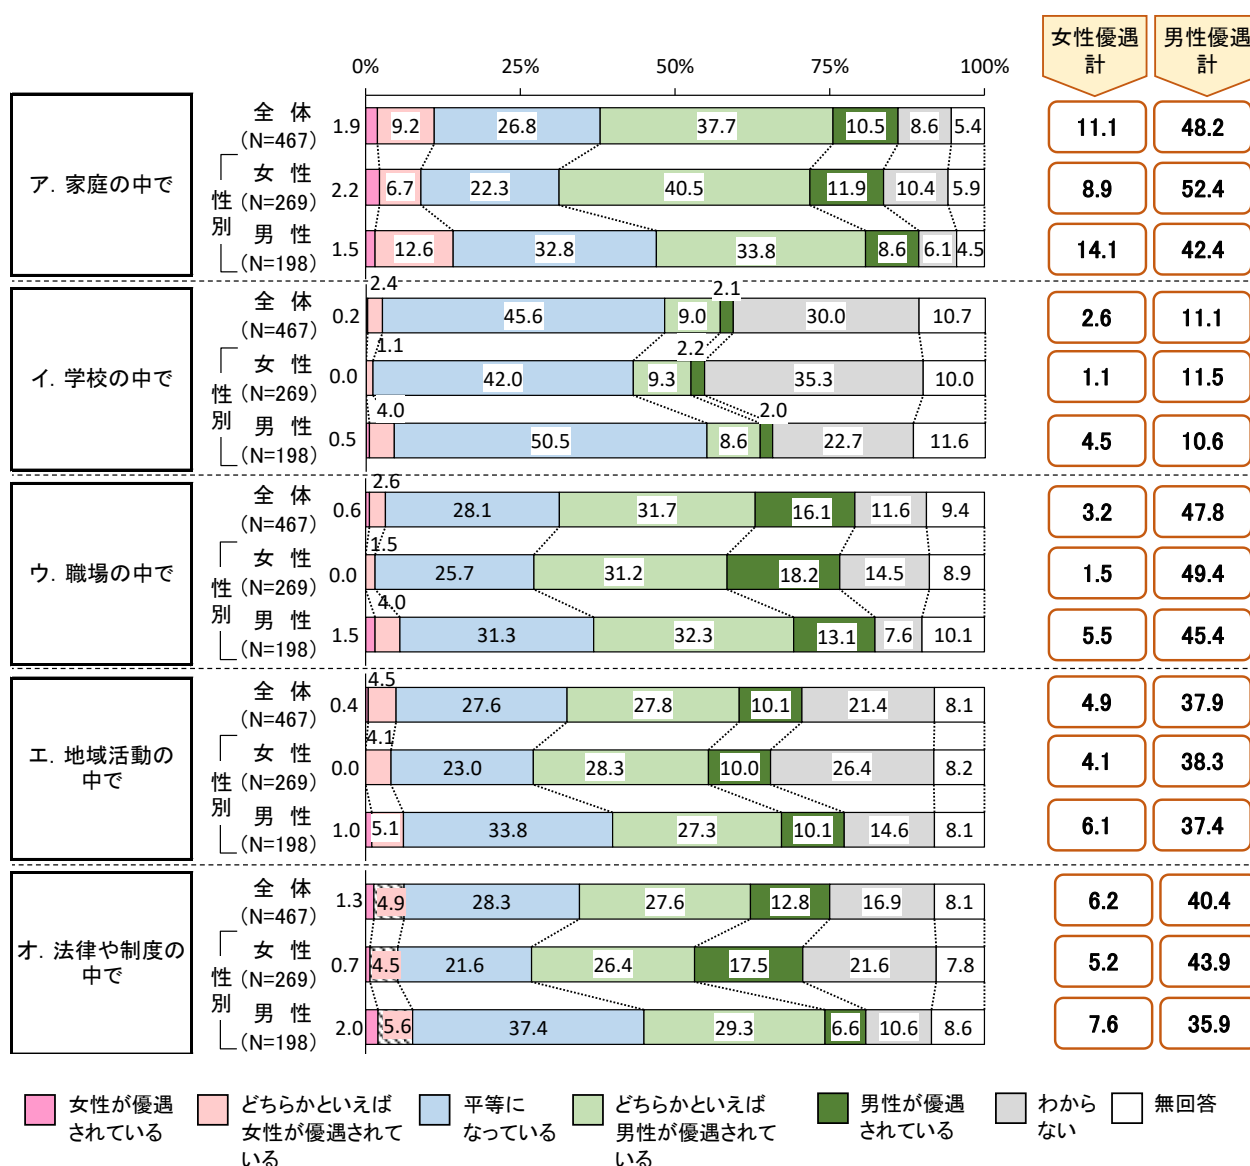 女性優遇計
男性優遇計
0% 25% 50% 75% 100%
ア．家庭の中で
全 体 (N=467) 1.9 9.2 26.8 37.7 10.5 8.6 5.4 11.1 48.2
性別
女 性 (N=269) 2.2 6.7 22.3 40.5 11.9 10.4 5.9 8.9 52.4
男 性 (N=198) 1.5 12.6 32.8 33.8 8.6 6.1 4.5 14.1 42.4
イ．学校の中で
全 体 (N=467) 0.2 2.4 45.6 9.0 2.1 30.0 10.7 2.6 11.1
性別
女 性 (N=269) 0.0 1.1 42.0 9.3 2.2 35.3 10.0 1.1 11.5
男 性 (N=198) 0.5 4.0 50.5 8.6 2.0 22.7 11.6 4.5 10.6
ウ．職場の中で
全 体 (N=467) 0.6 2.6 28.1 31.7 16.1 11.6 9.4 3.2 47.8
性別
女 性 (N=269) 0.0 1.5 25.7 31.2 18.2 14.5 8.9 1.5 49.4
男 性 (N=198) 1.5 4.0 31.3 32.3 13.1 7.6 10.1 5.5 45.4
エ．地域活動の
中で
全 体 (N=467) 0.4 4.5 27.6 27.8 10.1 21.4 8.1 4.9 37.9
性別
女 性 (N=269) 0.0 4.1 23.0 28.3 10.0 26.4 8.2 4.1 38.3
男 性 (N=198) 1.0 5.1 33.8 27.3 10.1 14.6 8.1 6.1 37.4
オ．法律や制度の
中で
全 体 (N=467) 1.3 4.9 28.3 27.6 12.8 16.9 8.1 6.2 40.4
性別
女 性 (N=269) 0.7 4.5 21.6 26.4 17.5 21.6 7.8 5.2 43.9
男 性 (N=198) 2.0 5.6 37.4 29.3 6.6 10.6 8.6 7.6 35.9
女性が優遇
されている
どちらかといえば
女性が優遇されて
いる
平等に
なっている
どちらかといえば
男性が優遇されて
いる
男性が優遇
されている
わから
ない
無回答